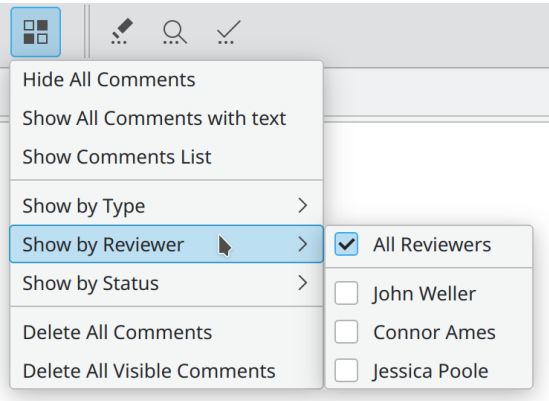 Hide All Comments
Show All Comments with text
Show Comments List
Show by Type
Show by Reviewer
Show by Status
Delete All Comments
Delete All Visible Comments
All Reviewers
John Weller
Connor Ames
Jessica Poole